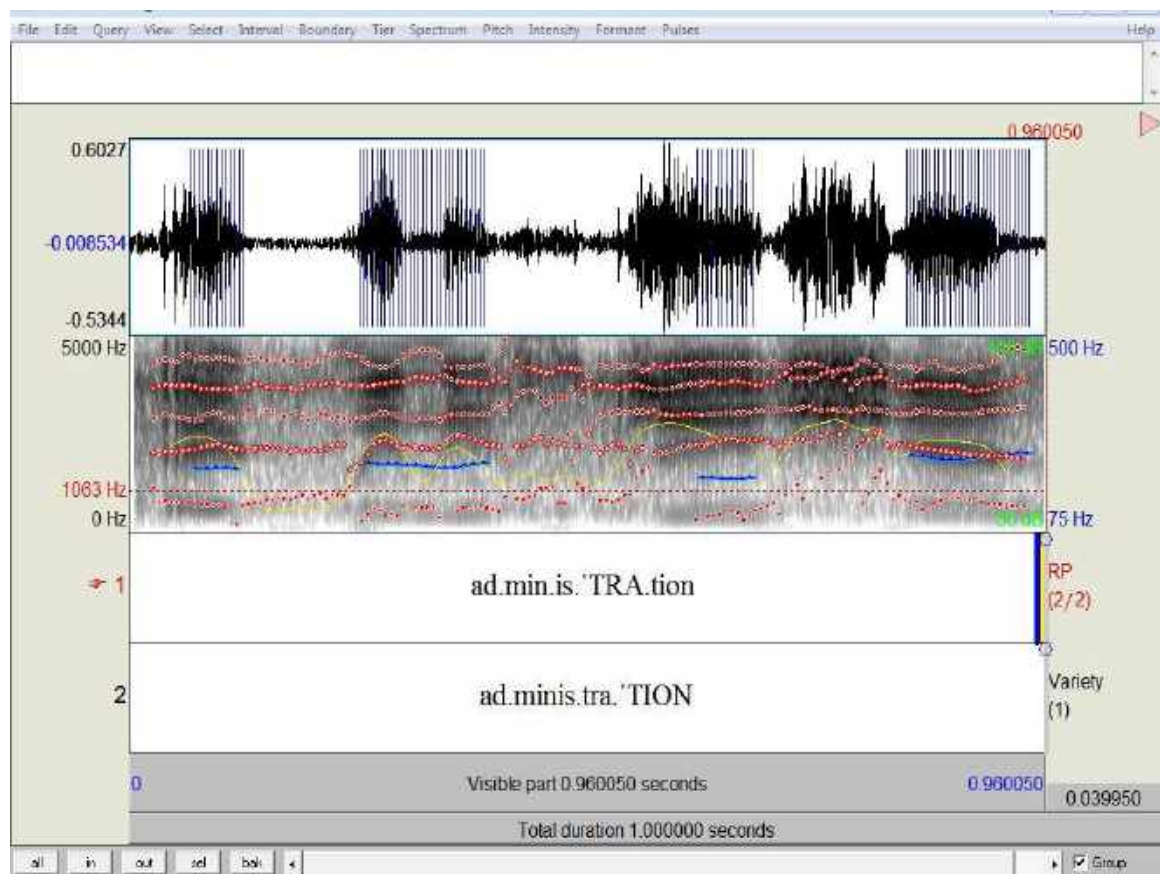 File Edit Query View Select Interval Boundary Tier Spectrum Pitch Intensity Formant Pulses Help
0.960050
0.6027
-0.008534
-0.5344
5000 Hz 500 Hz
1063 Hz
0 Hz 75 Hz
1 ad.min.is.ˈTRA.tion RP
(2/2)
2 ad.minis.tra.ˈTION Variety
(1)
0 Visible part 0.960050 seconds 0.960050
0.039950
Total duration 1.000000 seconds
all in out sel bak Group